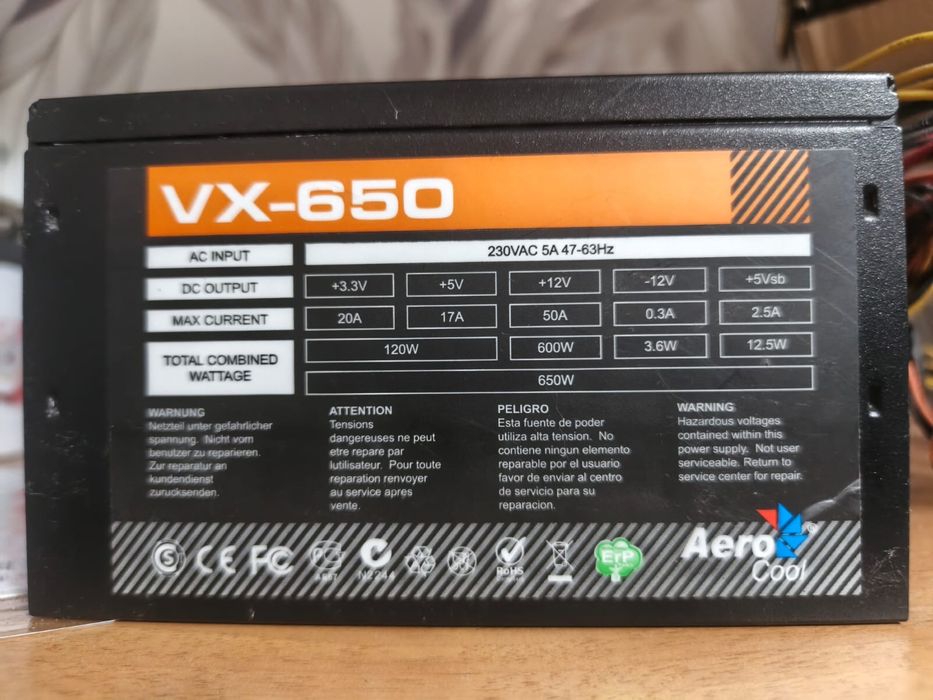 VX-650
AC INPUT 230VAC 5A 47-63Hz
DC OUTPUT +3.3V +5V +12V -12V +5Vsb
MAX CURRENT 20A 17A 50A 0.3A 2.5A
TOTAL COMBINED
WATTAGE
120W 600W 3.6W 12.5W
650W
WARNUNG
Netzteil unter gefahrlicher
spannung. Nicht vom
benutzer zu reparieren.
Zur reparatur an
kundendienst
zurucksenden.
ATTENTION
Tensions
dangereuses ne peut
etre repare par
lutilisateur. Pour toute
reparation renvoyer
au service apres
vente.
PELIGRO
Esta fuente de poder
utiliza alta tension. No
contiene ningun elemento
reparable por el usuario
favor de enviar al centro
de servicio para su
reparacion.
WARNING
Hazardous voltages
contained within this
power supply. Not user
serviceable. Return to
service center for repair.
S CE FC N2244 RoHS ErP
Aero
Cool